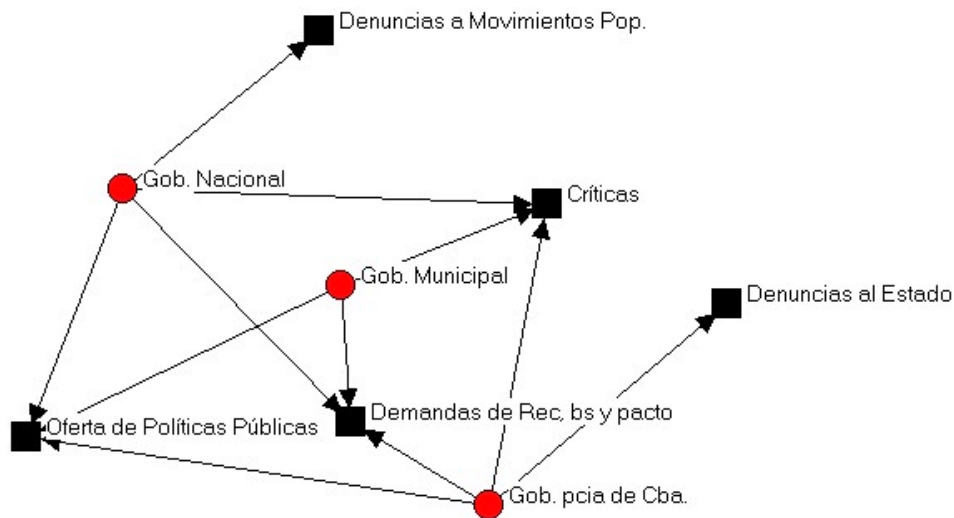 Denuncias a Movimientos Pop.
Gob. Nacional
Críticas
Gob. Municipal
Denuncias al Estado
Oferta de Políticas Públicas
Demandas de Rec, bs y pacto
Gob. pcia de Cba.